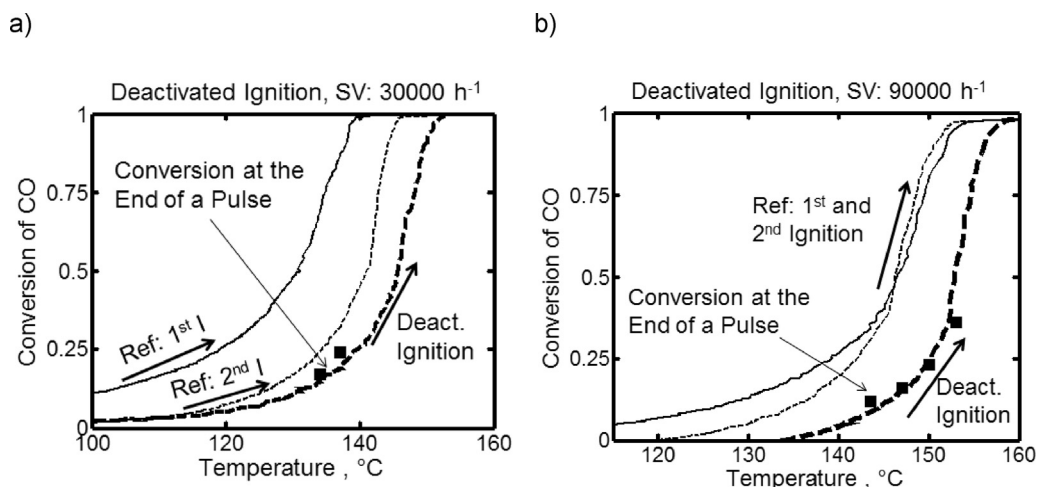 a)
Deactivated Ignition, SV: 30000 h-1
Conversion of CO
1
0.75
0.5
0.25
0
100
120
140
160
Temperature , °C
Conversion at the
End of a Pulse
Ref: 1st I
Ref: 2nd I
Deact.
Ignition
b)
Deactivated Ignition, SV: 90000 h-1
Conversion of CO
1
0.75
0.5
0.25
0
120
130
140
150
160
Temperature , °C
Ref: 1st and
2nd Ignition
Conversion at the
End of a Pulse
Deact.
Ignition